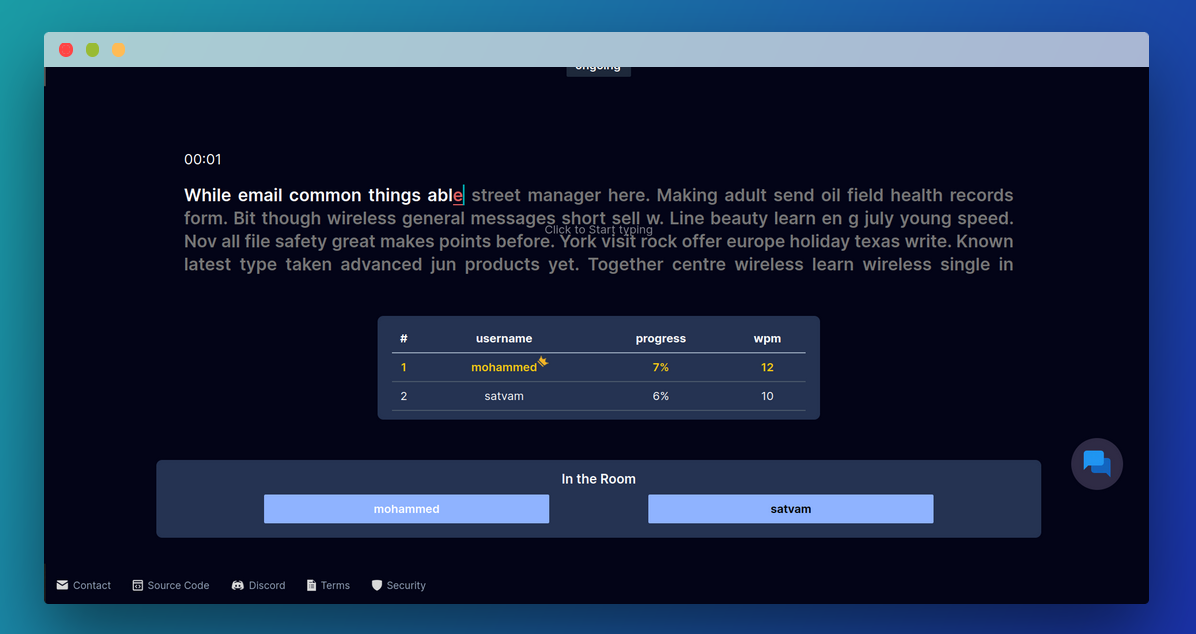 ongoing
00:01
While email common things able street manager here. Making adult send oil field health records
form. Bit though wireless general messages short sell w. Line beauty learn en g july young speed.
Click to Start typing
Nov all file safety great makes points before. York visit rock offer europe holiday texas write. Known
latest type taken advanced jun products yet. Together centre wireless learn wireless single in
# username progress wpm
1 mohammed 7% 12
2 satvam 6% 10
In the Room
mohammed satvam
Contact Source Code Discord Terms Security